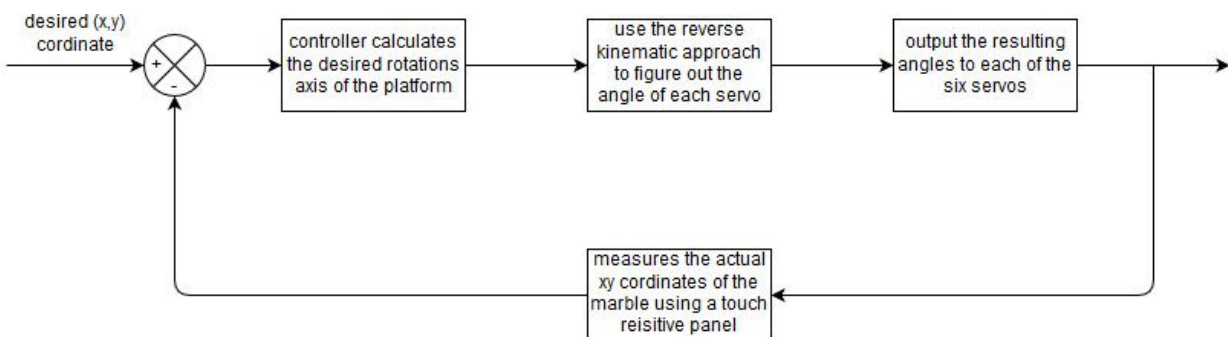 desired (x,y)
cordinate
+
-
controller calculates
the desired rotations
axis of the platform
use the reverse
kinematic approach
to figure out the
angle of each servo
output the resulting
angles to each of the
six servos
measures the actual
xy cordinates of the
marble using a touch
reisitive panel